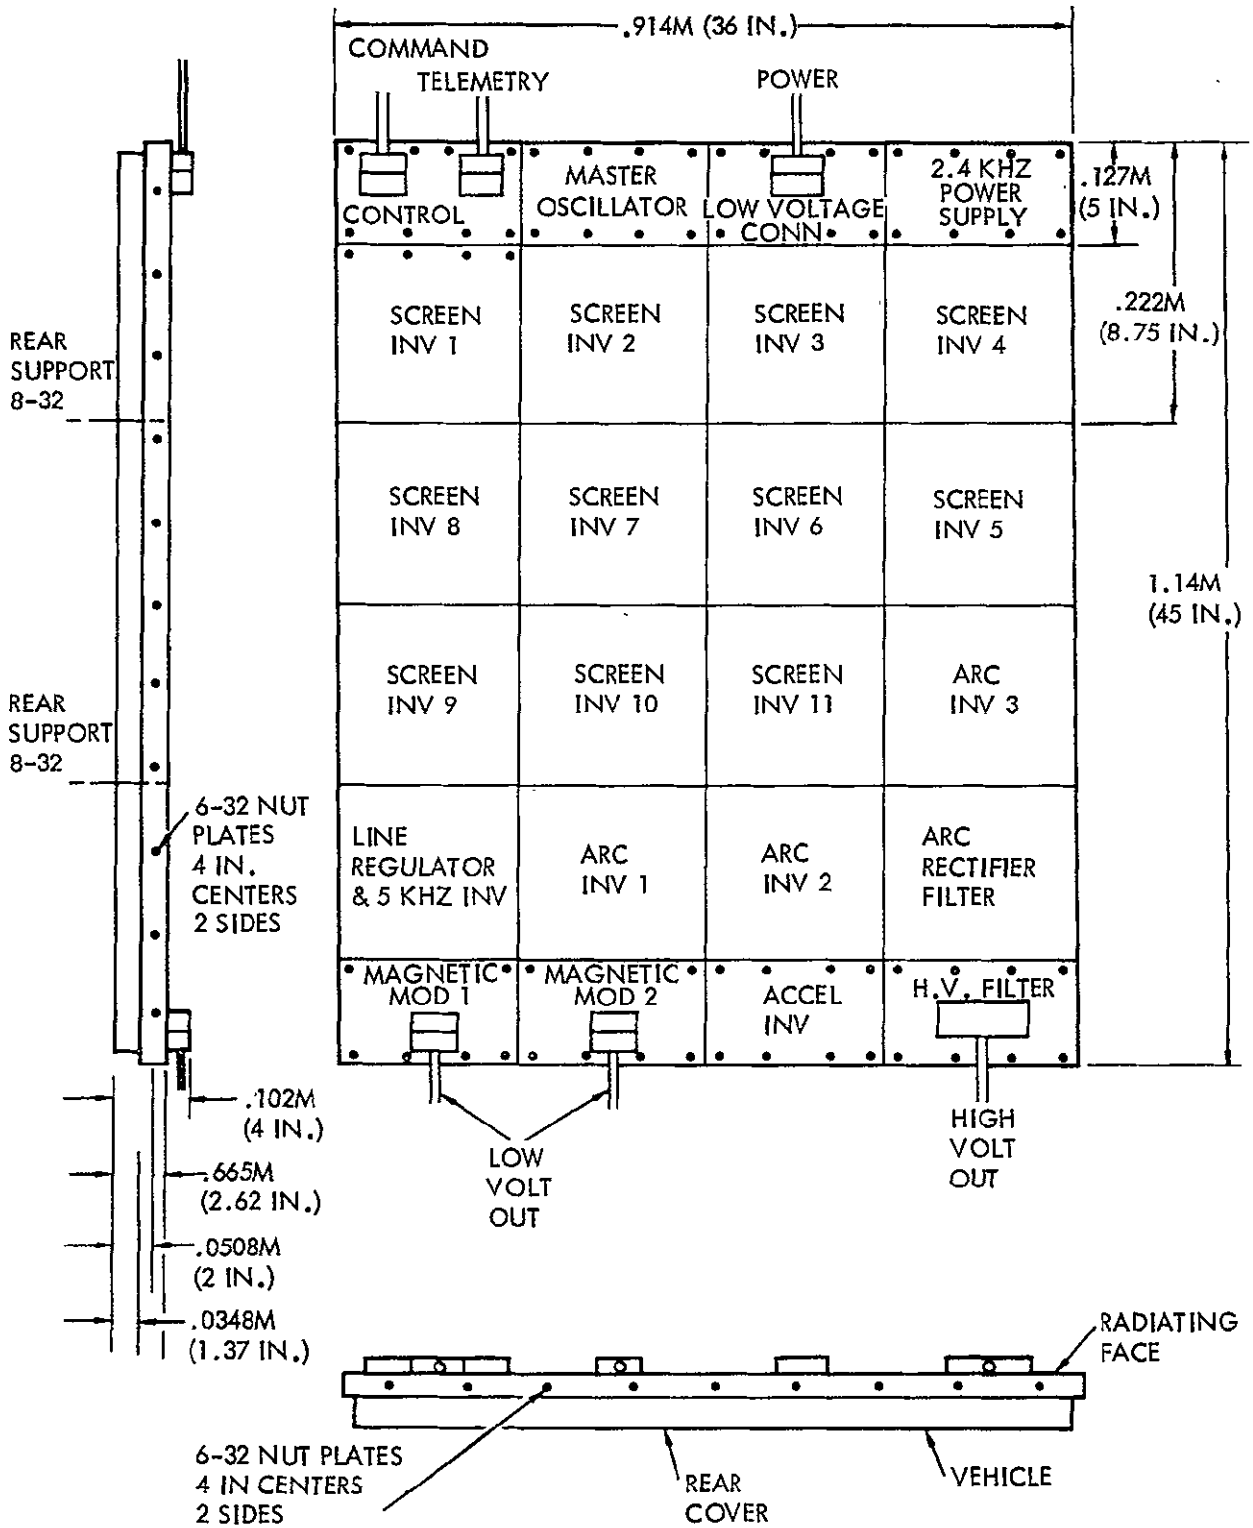 .914M (36 IN.)
COMMAND
TELEMETRY
POWER
CONTROL
MASTER
OSCILLATOR
LOW VOLTAGE
CONN
2.4 KHZ
POWER
SUPPLY
.127M
(5 IN.)
.222M
(8.75 IN.)
1.14M
(45 IN.)
REAR
SUPPORT
8-32
SCREEN
INV 1
SCREEN
INV 2
SCREEN
INV 3
SCREEN
INV 4
SCREEN
INV 8
SCREEN
INV 7
SCREEN
INV 6
SCREEN
INV 5
REAR
SUPPORT
8-32
SCREEN
INV 9
SCREEN
INV 10
SCREEN
INV 11
ARC
INV 3
6-32 NUT
PLATES
4 IN.
CENTERS
2 SIDES
LINE
REGULATOR
& 5 KHZ INV
ARC
INV 1
ARC
INV 2
ARC
RECTIFIER
FILTER
MAGNETIC
MOD 1
MAGNETIC
MOD 2
ACCEL
INV
H.V. FILTER
.102M
(4 IN.)
.665M
(2.62 IN.)
.0508M
(2 IN.)
.0348M
(1.37 IN.)
LOW
VOLT
OUT
HIGH
VOLT
OUT
RADIATING
FACE
6-32 NUT PLATES
4 IN CENTERS
2 SIDES
REAR
COVER
VEHICLE